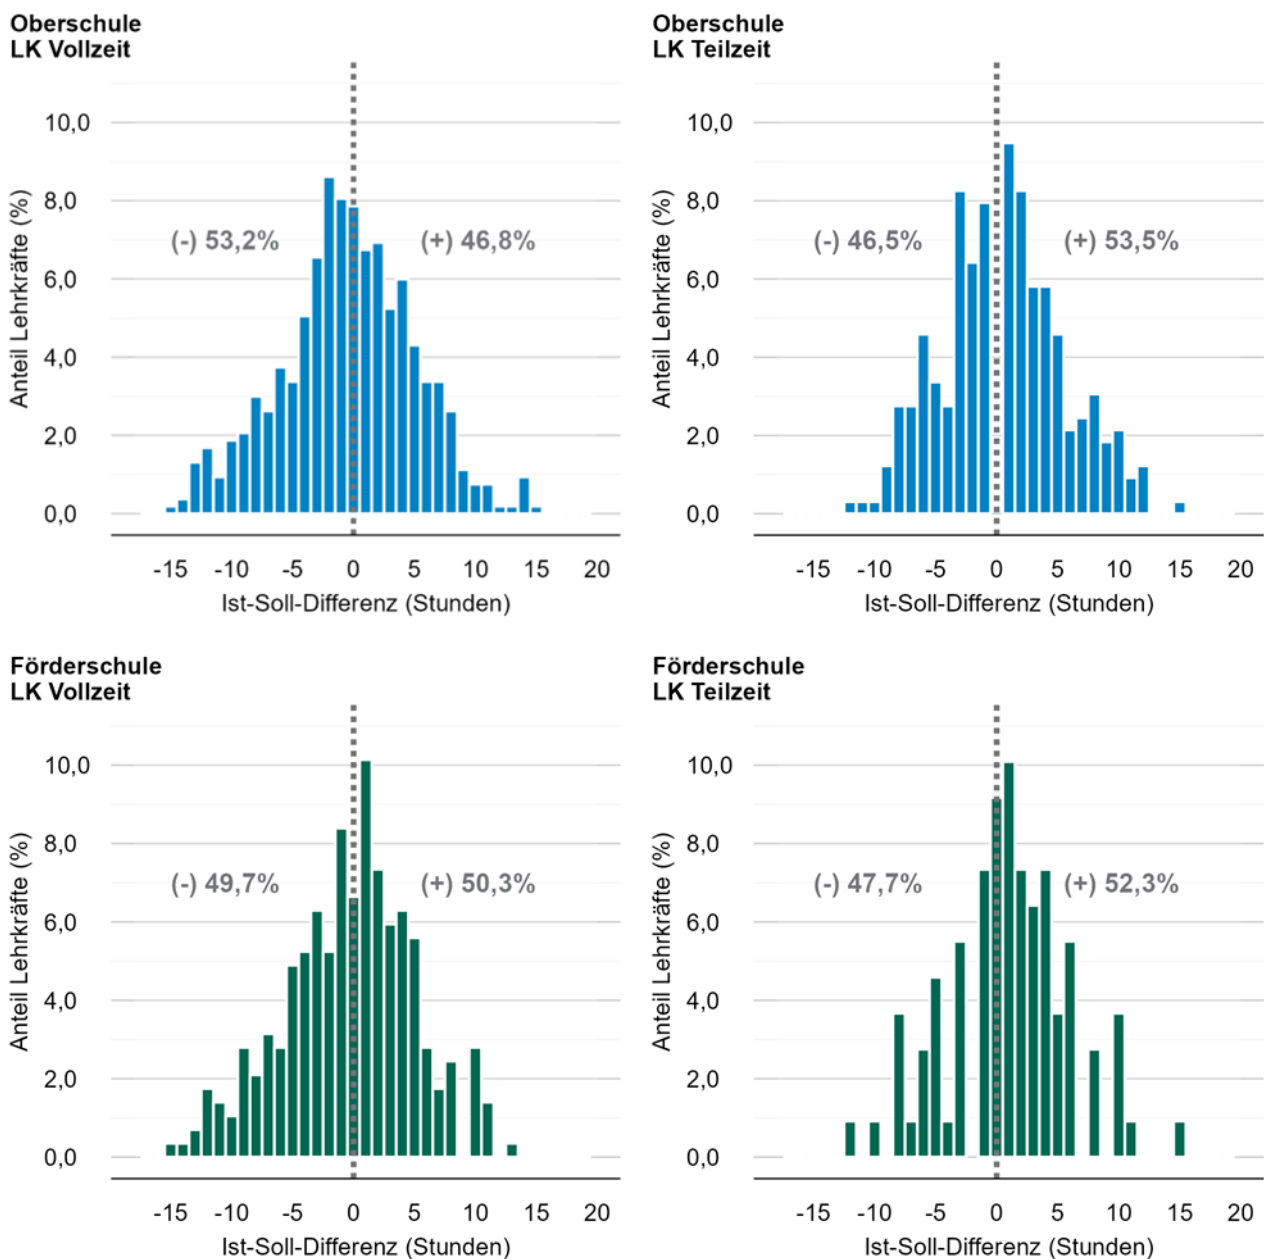 Oberschule
LK Vollzeit
Anteil Lehrkräfte (%)
10,0
8,0
6,0
4,0
2,0
0,0
(-) 53,2%
(+) 46,8%
-15 -10 -5 0 5 10 15 20
Ist-Soll-Differenz (Stunden)
Oberschule
LK Teilzeit
Anteil Lehrkräfte (%)
10,0
8,0
6,0
4,0
2,0
0,0
(-) 46,5%
(+) 53,5%
-15 -10 -5 0 5 10 15 20
Ist-Soll-Differenz (Stunden)
Förderschule
LK Vollzeit
Anteil Lehrkräfte (%)
10,0
8,0
6,0
4,0
2,0
0,0
(-) 49,7%
(+) 50,3%
-15 -10 -5 0 5 10 15 20
Ist-Soll-Differenz (Stunden)
Förderschule
LK Teilzeit
Anteil Lehrkräfte (%)
10,0
8,0
6,0
4,0
2,0
0,0
(-) 47,7%
(+) 52,3%
-15 -10 -5 0 5 10 15 20
Ist-Soll-Differenz (Stunden)